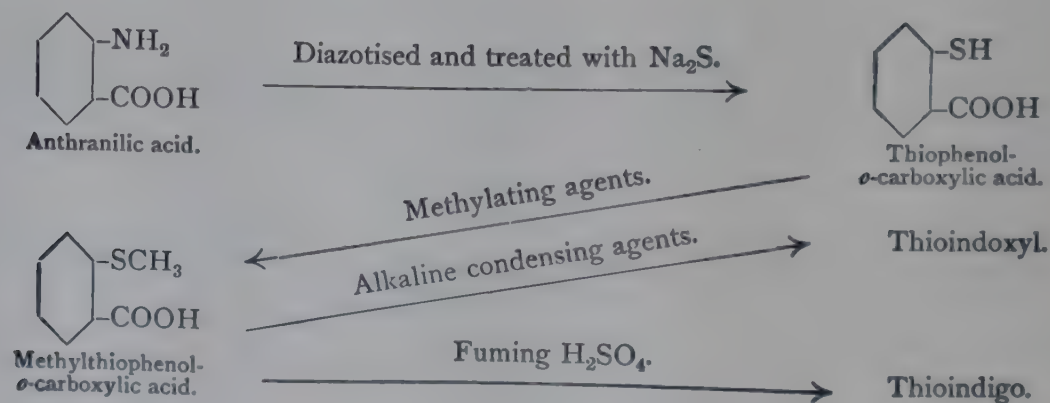 -NH₂
Diazotised and treated with Na₂S.
-SH
-COOH
-COOH
Anthranilic acid.
Thiophenol-
o-carboxylic acid.
Methylating agents.
-SCH₃
Alkaline condensing agents.
Thioindoxyl.
-COOH
Methylthiophenol-
o-carboxylic acid.
Fuming H₂SO₄.
Thioindigo.